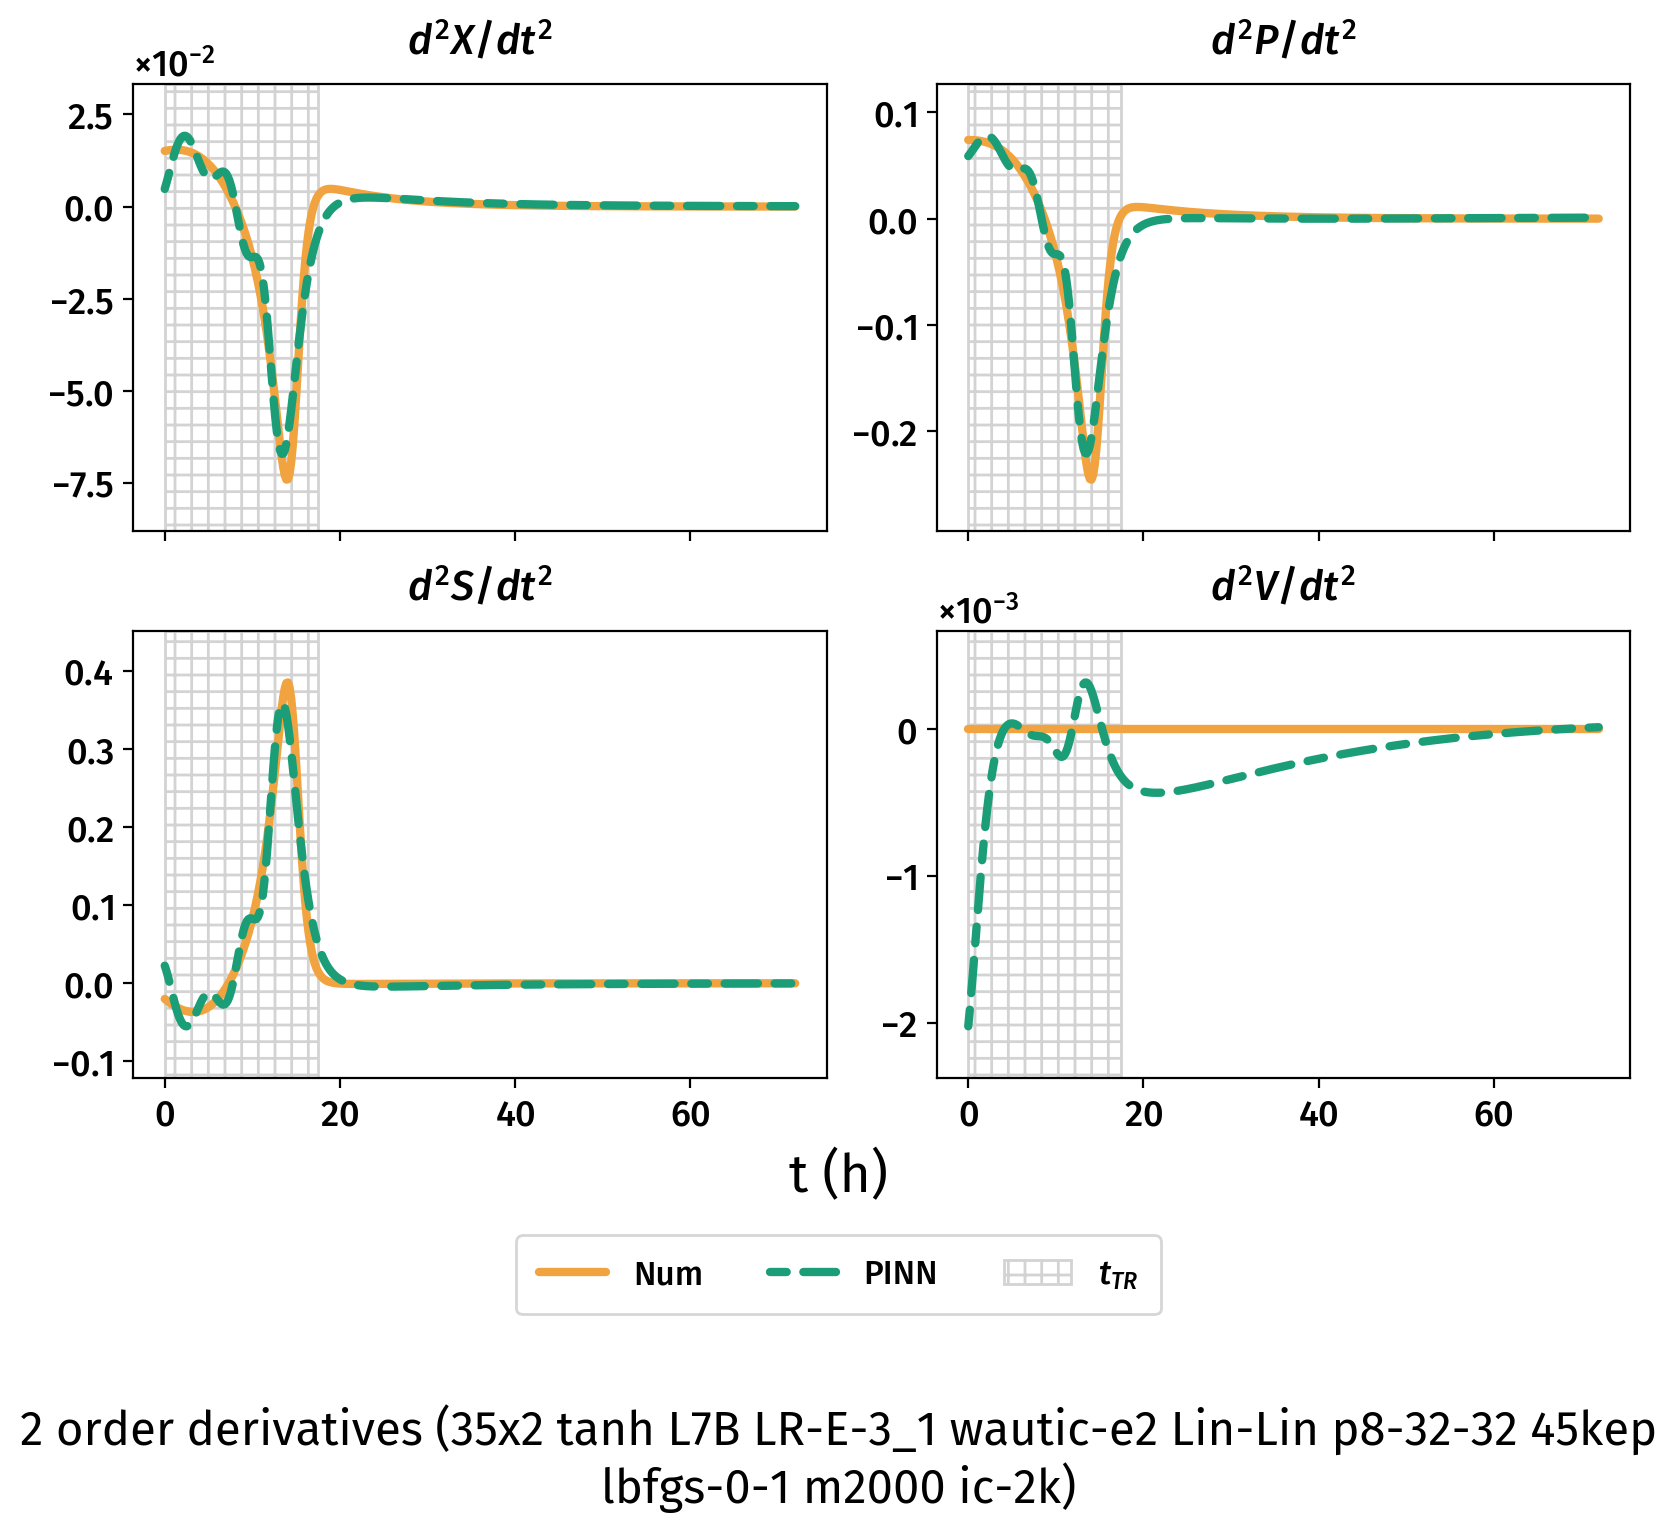 d²X/dt²
×10⁻²
2.5
0.0
−2.5
−5.0
−7.5
d²P/dt²
0.1
0.0
−0.1
−0.2
d²S/dt²
0.4
0.3
0.2
0.1
0.0
−0.1
0 20 40 60
d²V/dt²
×10⁻³
0
−1
−2
0 20 40 60
t (h)
Num PINN t_TR
2 order derivatives (35x2 tanh L7B LR-E-3_1 wautic-e2 Lin-Lin p8-32-32 45kep
lbfgs-0-1 m2000 ic-2k)